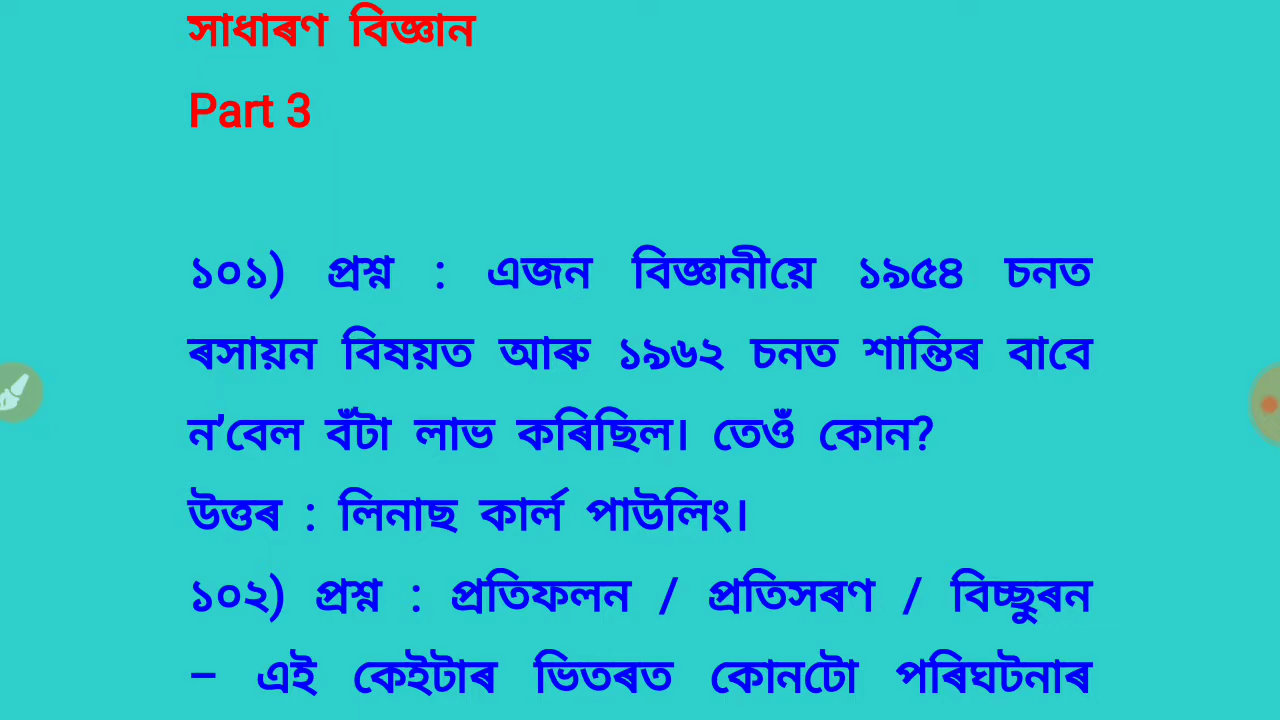 সাধাৰণ বিজ্ঞান
Part 3
১০১) প্ৰশ্ন : এজন বিজ্ঞানীয়ে ১৯৫৪ চনত
ৰসায়ন বিষয়ত আৰু ১৯৬২ চনত শান্তিৰ বাবে
ন'বেল বঁটা লাভ কৰিছিল। তেওঁ কোন?
উত্তৰ : লিনাছ কাৰ্ল পাউলিং।
১০২) প্ৰশ্ন : প্ৰতিফলন / প্ৰতিসৰণ / বিচ্ছুৰন
– এই কেইটাৰ ভিতৰত কোনটো পৰিঘটনাৰ